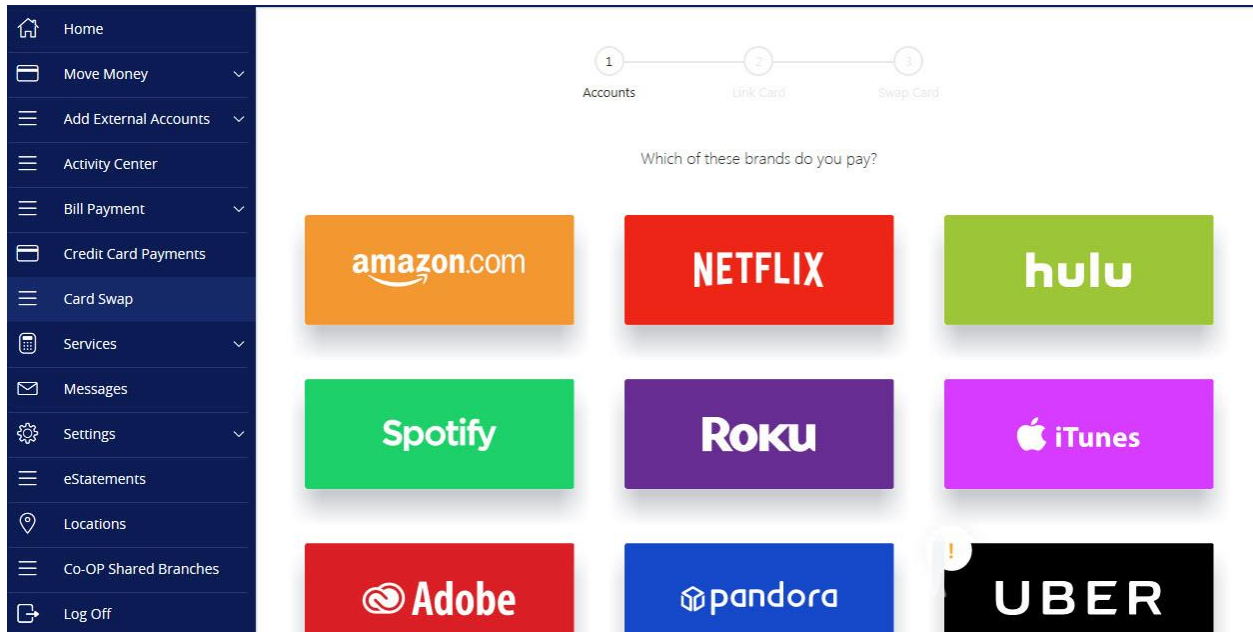 Home
Move Money
Add External Accounts
Activity Center
Bill Payment
Credit Card Payments
Card Swap
Services
Messages
Settings
eStatements
Locations
Co-OP Shared Branches
Log Off
1 2 3
Accounts Link Card Swap Card
Which of these brands do you pay?
amazon.com NETFLIX hulu
Spotify ROKU iTunes
!
Adobe pandora UBER